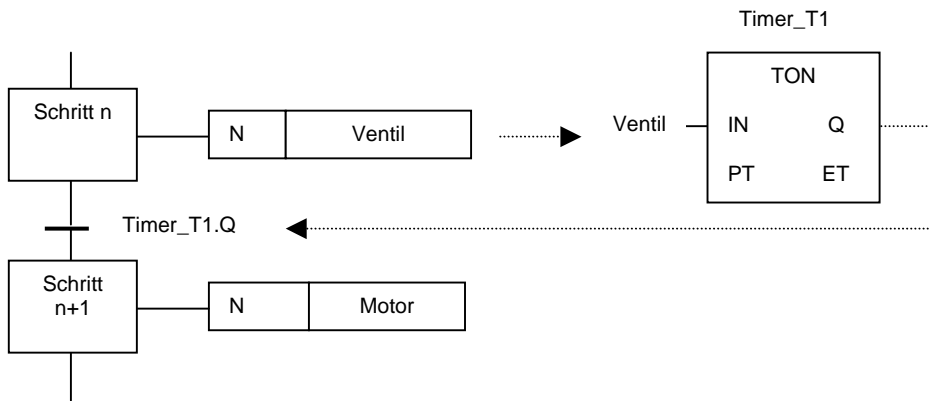 Timer_T1
TON
Schritt n
N Ventil
Ventil
IN Q
PT ET
Timer_T1.Q
Schritt
n+1
N Motor